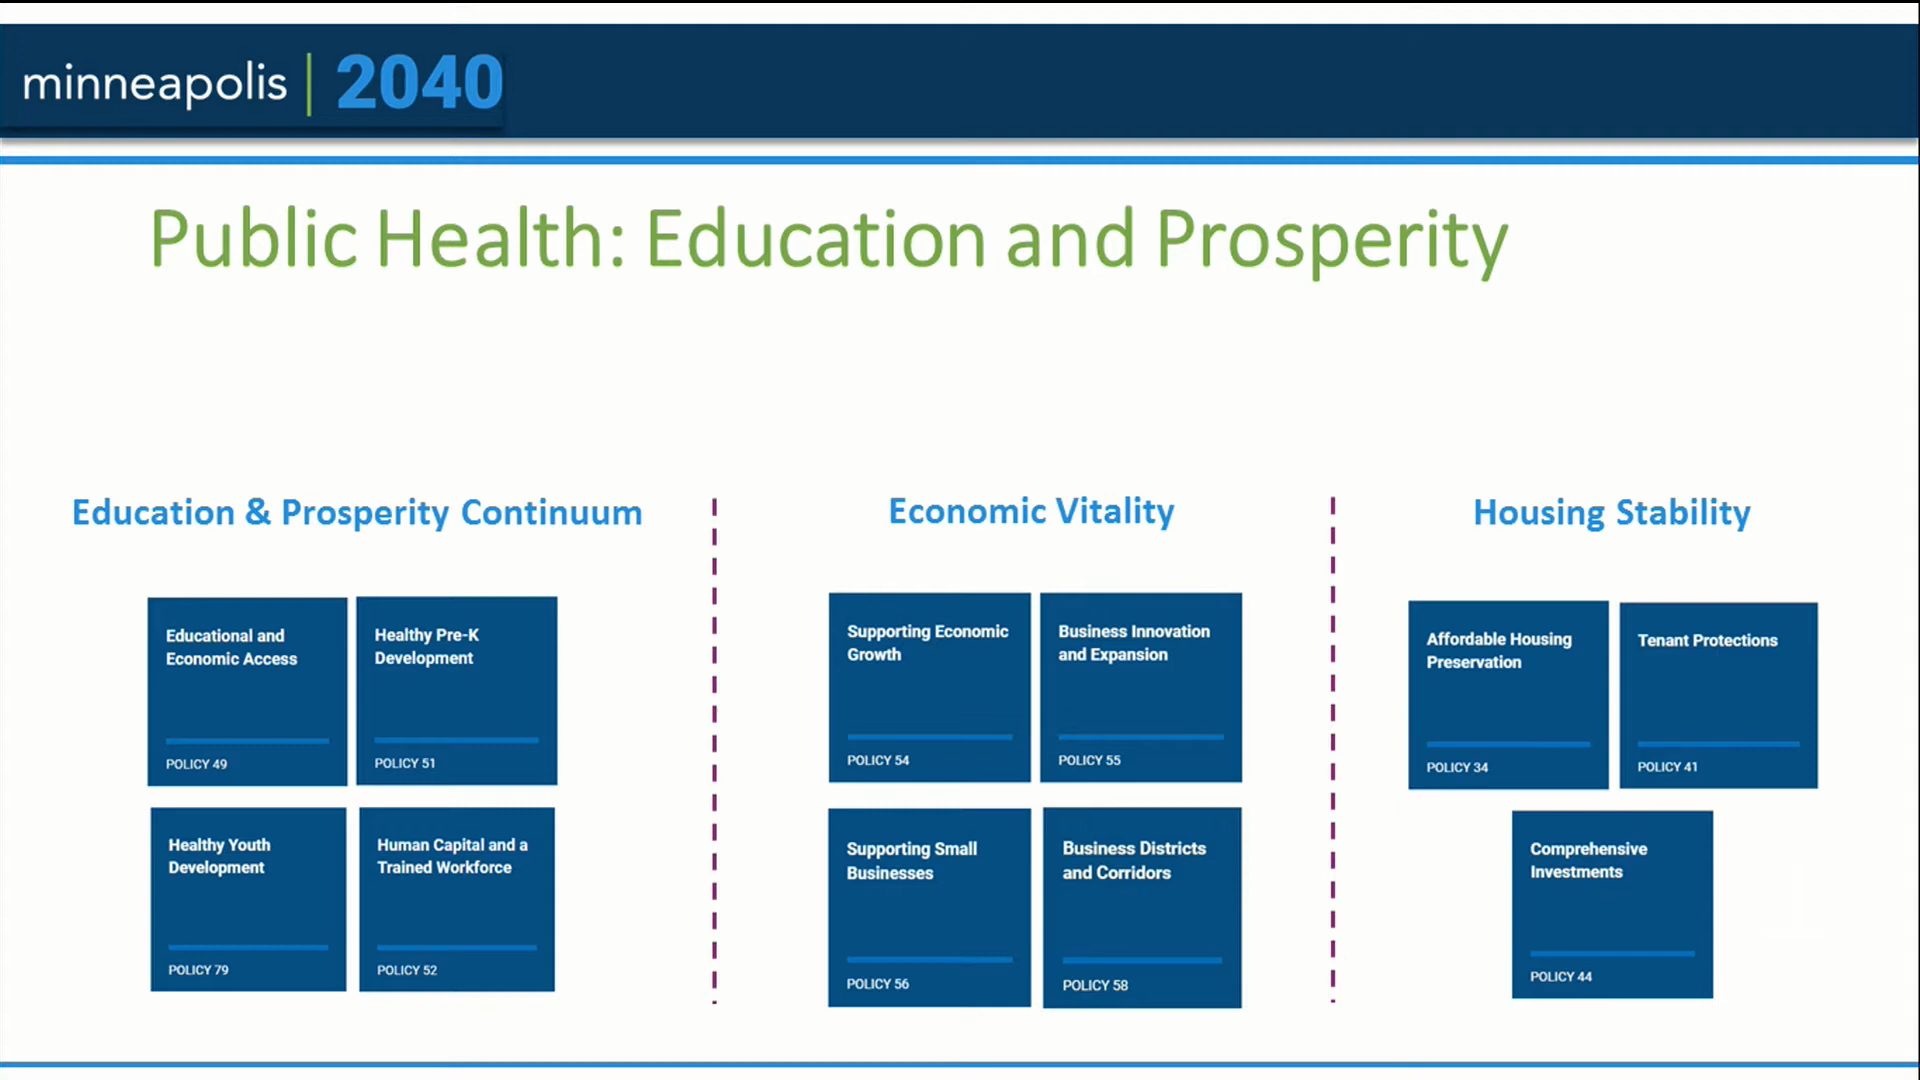 minneapolis | 2040
Public Health: Education and Prosperity
Education & Prosperity Continuum
Educational and
Economic Access
POLICY 49
Healthy Pre-K
Development
POLICY 51
Healthy Youth
Development
POLICY 79
Human Capital and a
Trained Workforce
POLICY 52
Economic Vitality
Supporting Economic
Growth
POLICY 54
Business Innovation
and Expansion
POLICY 55
Supporting Small
Businesses
POLICY 56
Business Districts
and Corridors
POLICY 58
Housing Stability
Affordable Housing
Preservation
POLICY 34
Tenant Protections
POLICY 41
Comprehensive
Investments
POLICY 44